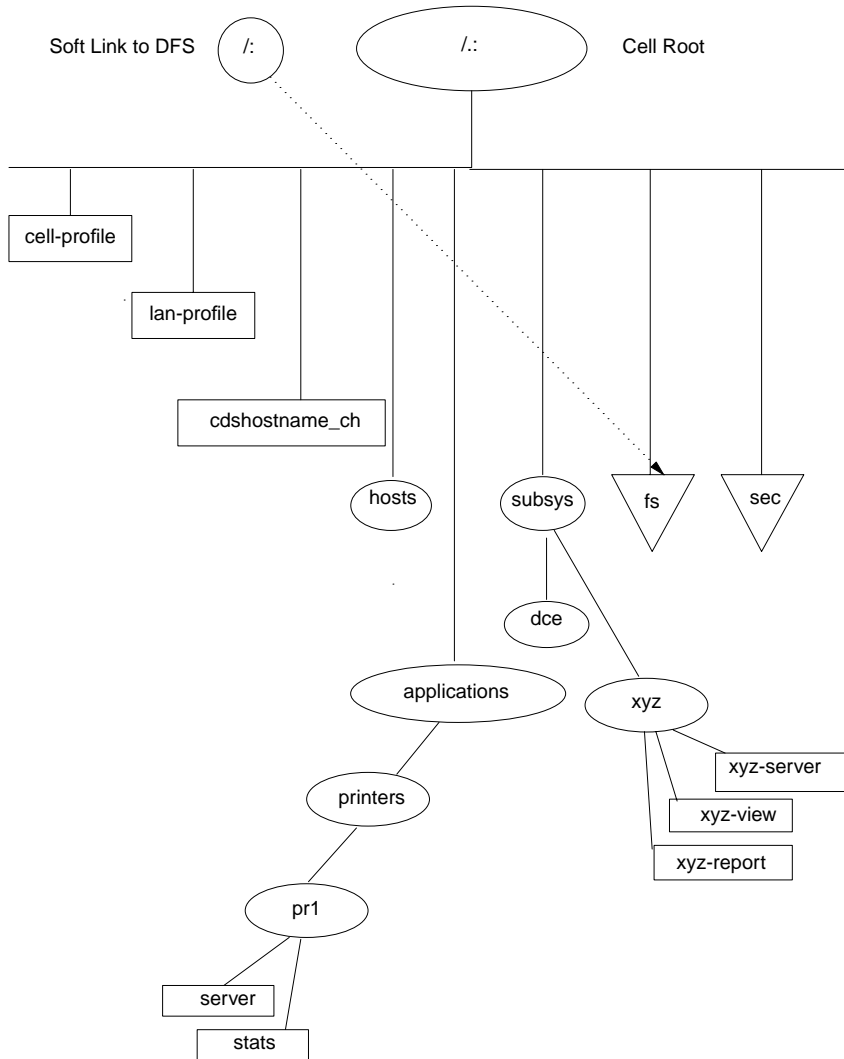 Soft Link to DFS
/:
/.:
Cell Root
cell-profile
lan-profile
cdshostname_ch
hosts
subsys
fs
sec
dce
applications
xyz
xyz-server
printers
xyz-view
xyz-report
pr1
server
stats